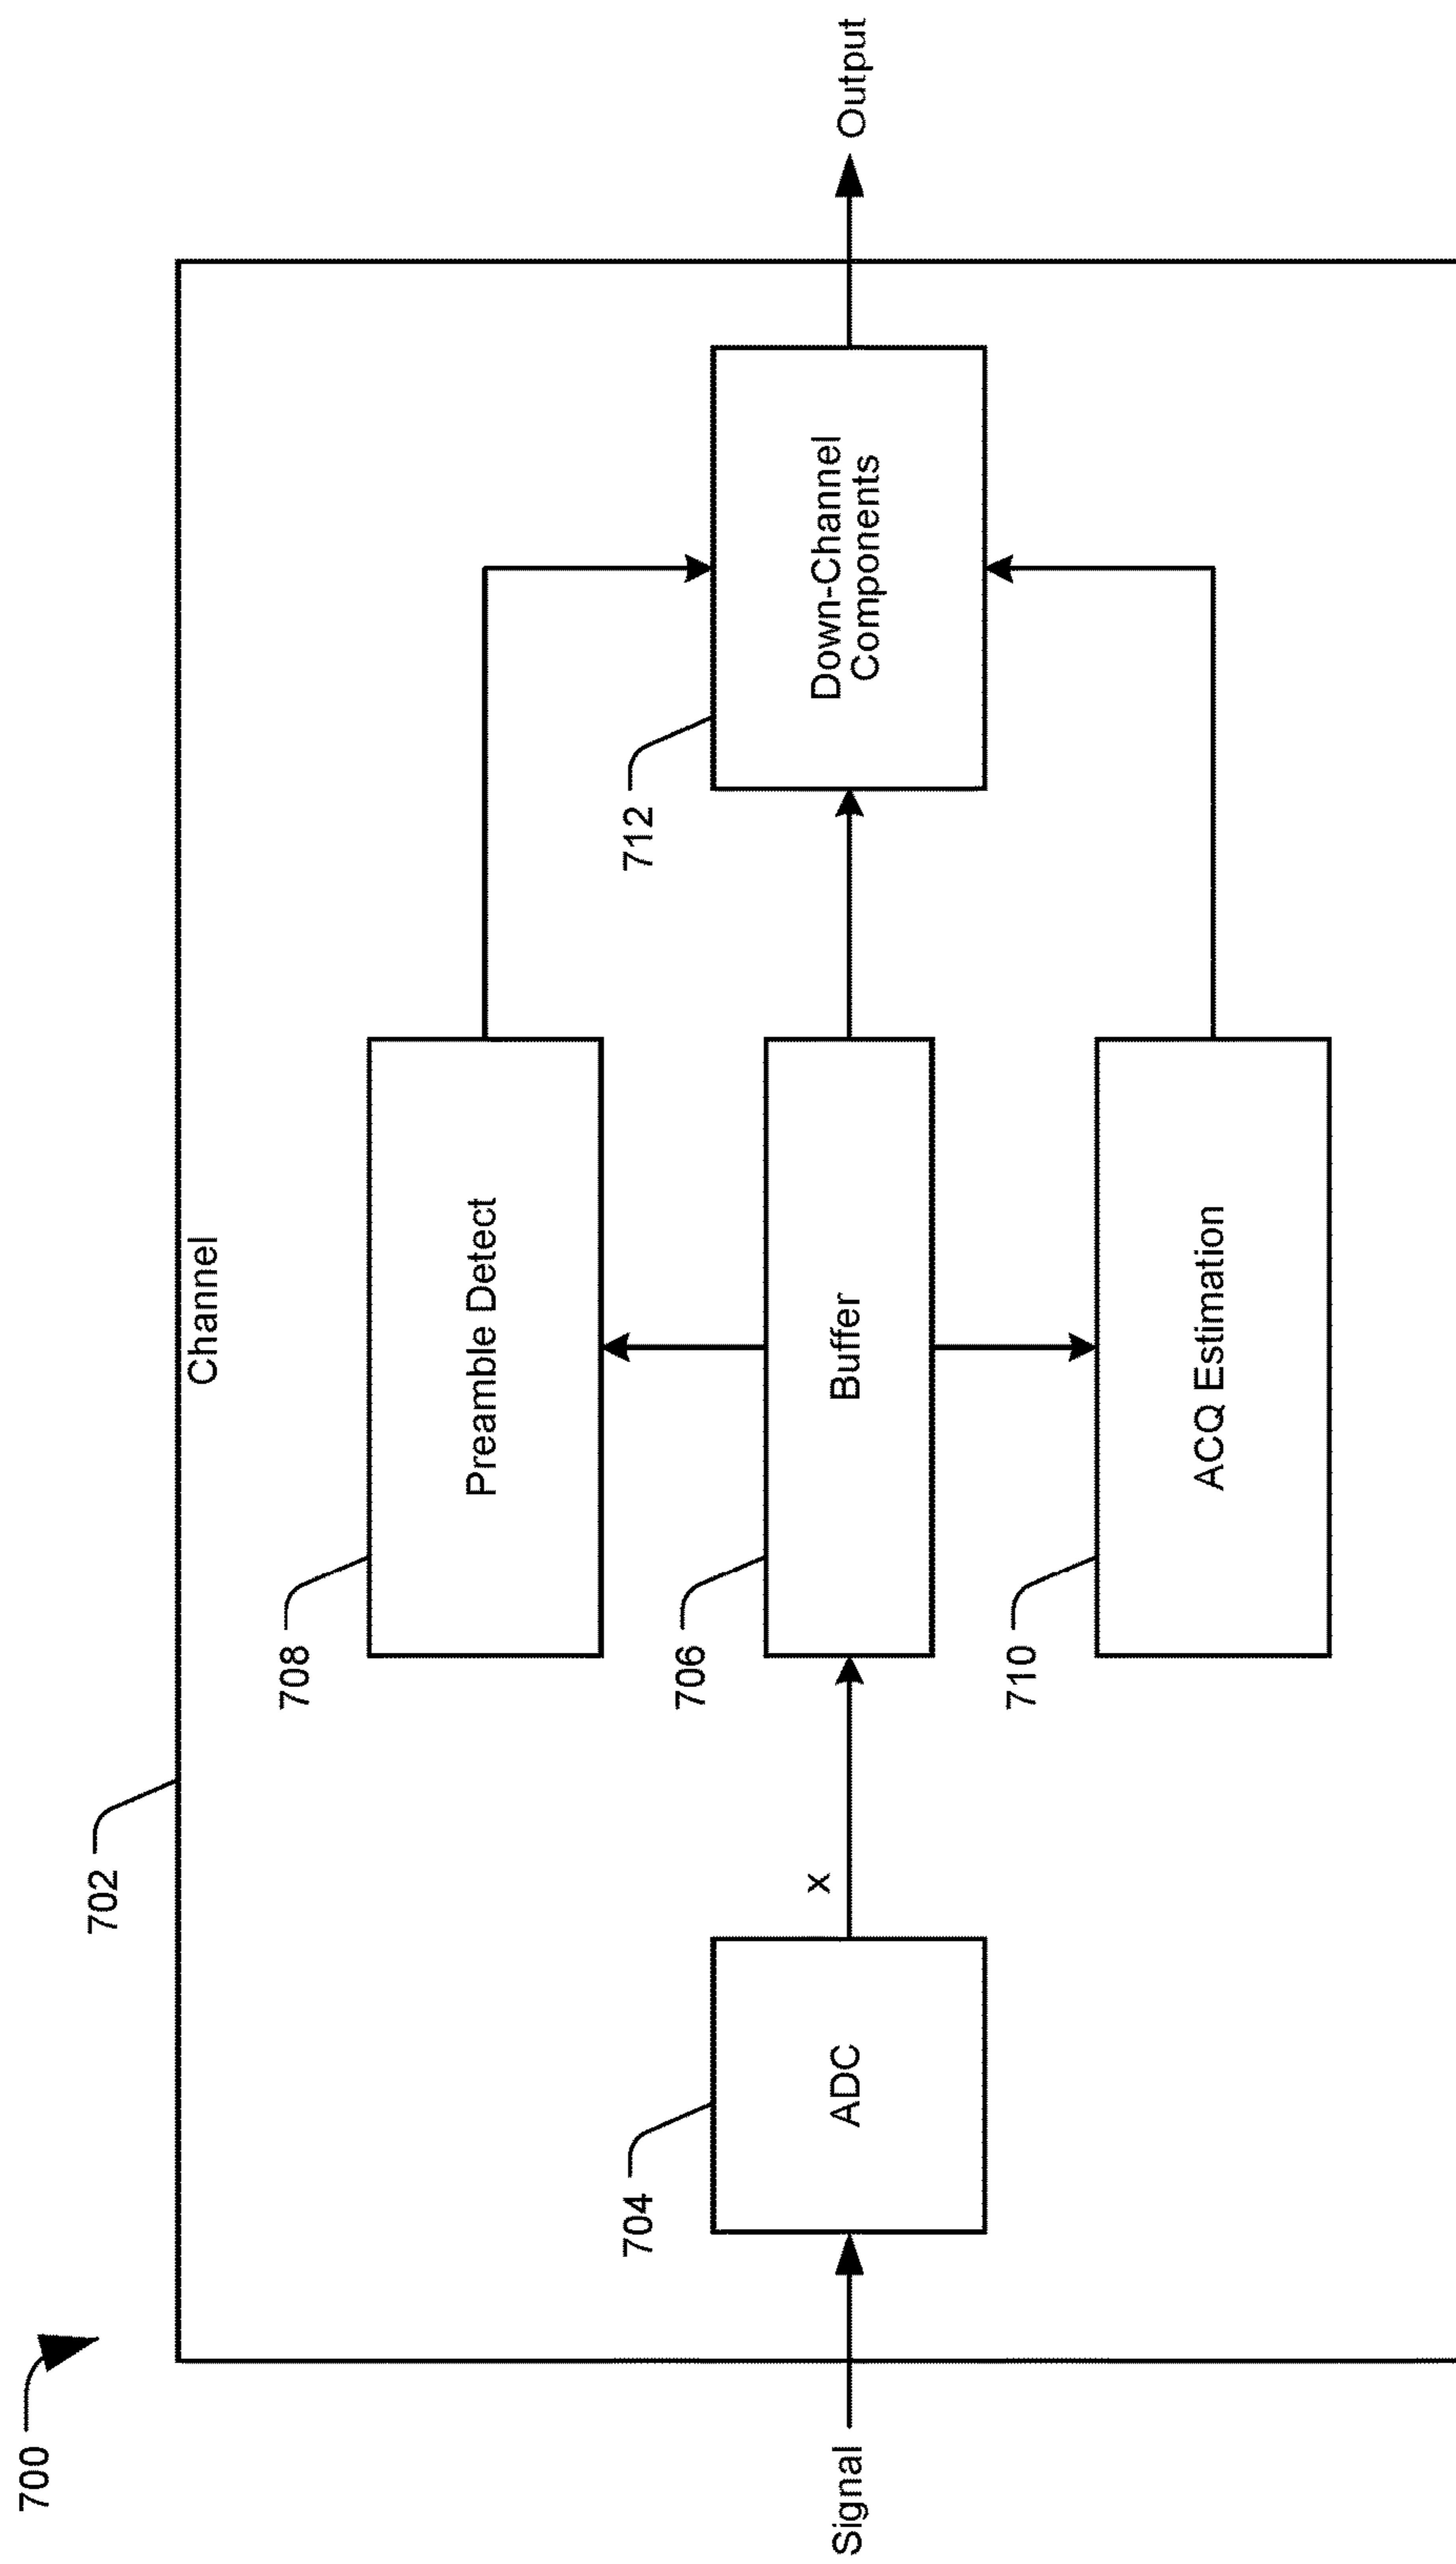 700
702
Channel
708
Preamble Detect
704
ADC
x
706
Buffer
712
Down-Channel
Components
Signal
Output
710
ACQ Estimation